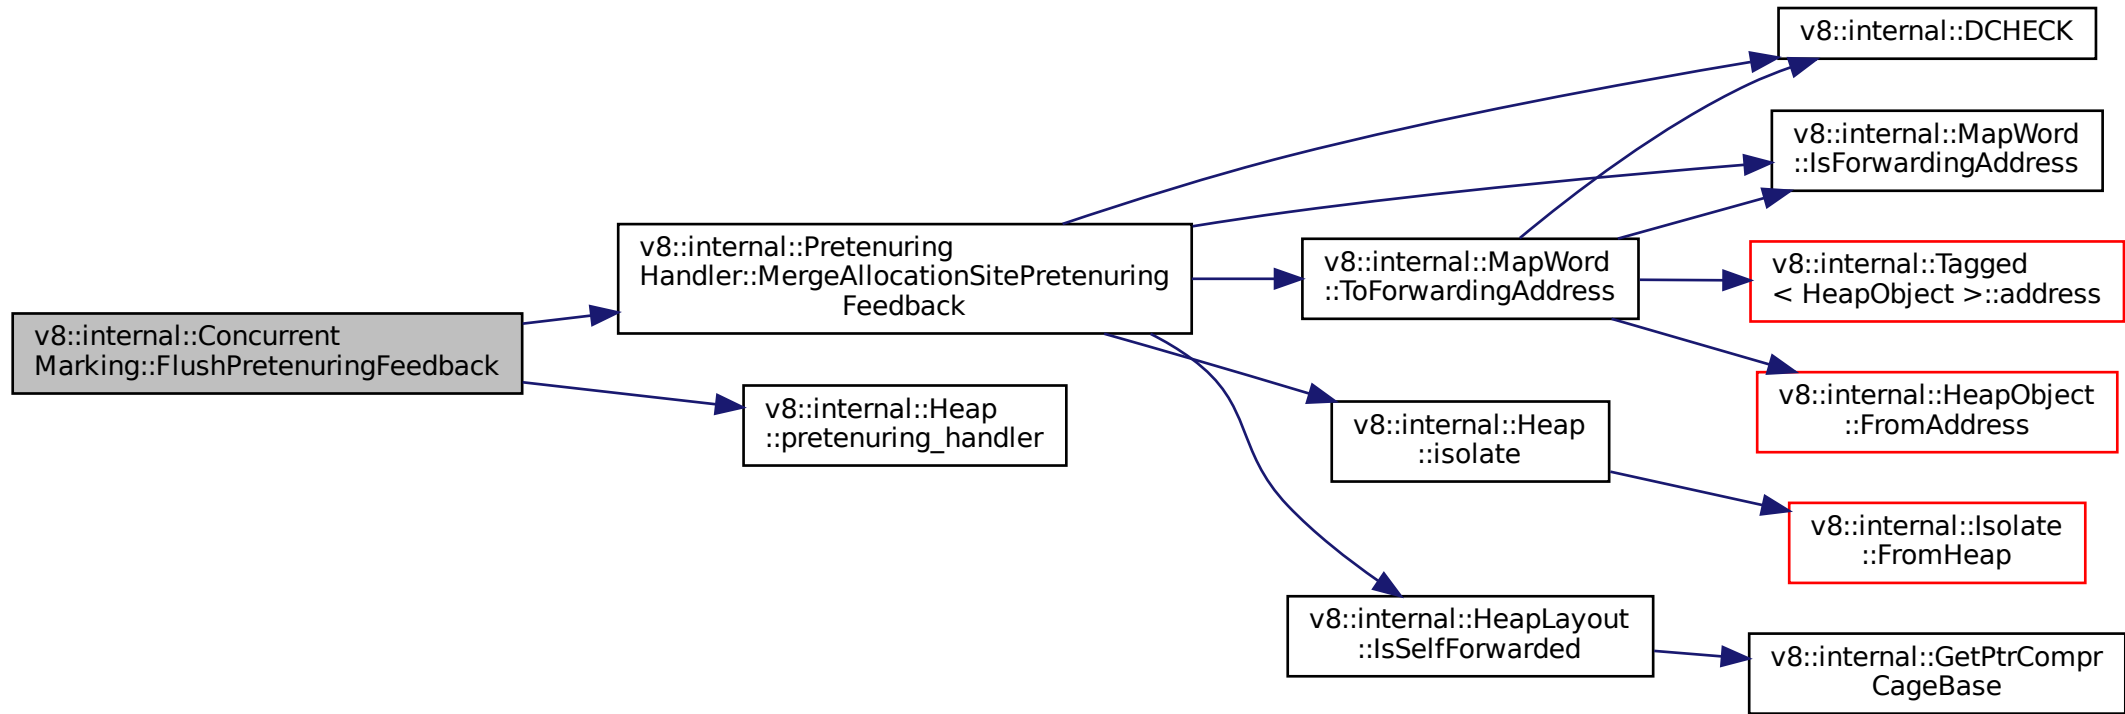 v8::internal::Concurrent
Marking::FlushPretenuringFeedback
v8::internal::Pretenuring
Handler::MergeAllocationSitePretenuring
Feedback
v8::internal::Heap
::pretenuring_handler
v8::internal::DCHECK
v8::internal::MapWord
::IsForwardingAddress
v8::internal::MapWord
::ToForwardingAddress
v8::internal::Tagged
< HeapObject >::address
v8::internal::HeapObject
::FromAddress
v8::internal::Heap
::isolate
v8::internal::Isolate
::FromHeap
v8::internal::HeapLayout
::IsSelfForwarded
v8::internal::GetPtrCompr
CageBase